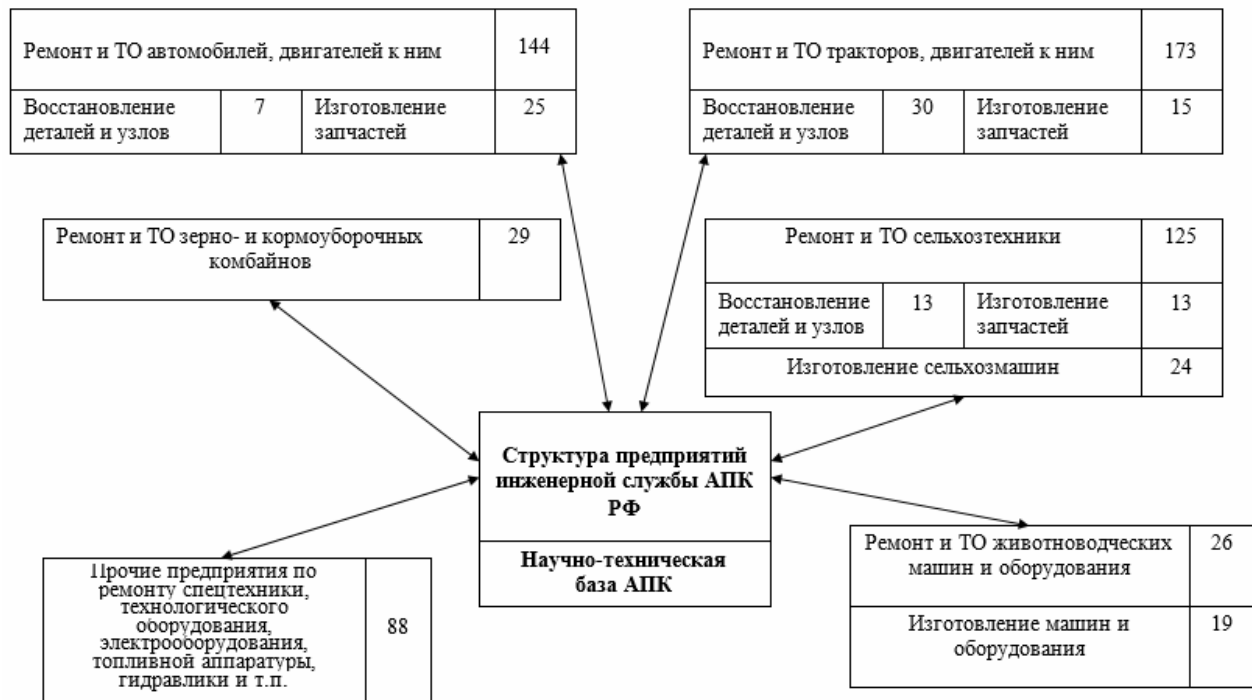 Ремонт и ТО автомобилей, двигателей к ним 144
Восстановление деталей и узлов 7 Изготовление запчастей 25
Ремонт и ТО тракторов, двигателей к ним 173
Восстановление деталей и узлов 30 Изготовление запчастей 15
Ремонт и ТО зерно- и кормоуборочных
комбайнов
29
Ремонт и ТО сельхозтехники 125
Восстановление деталей и узлов 13 Изготовление запчастей 13
Изготовление сельхозмашин 24
Структура предприятий
инженерной службы АПК
РФ
Научно-техническая
база АПК
Прочие предприятия по
ремонту спецтехники,
технологического
оборудования,
электрооборудования,
топливной аппаратуры,
гидравлики и т.п.
88
Ремонт и ТО животноводческих
машин и оборудования
26
Изготовление машин и
оборудования
19